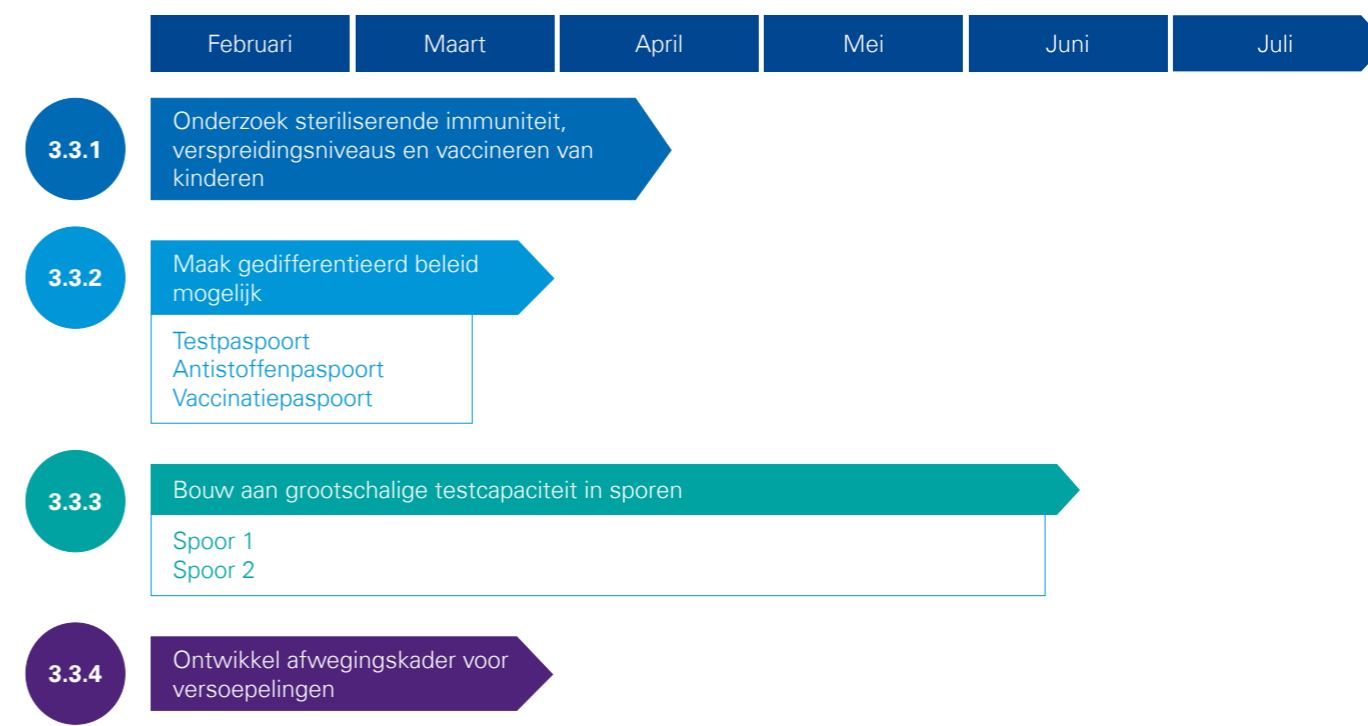 Februari
Maart
April
Mei
Juni
Juli
3.3.1
Onderzoek steriliserende immuniteit,
verspreidingsniveaus en vaccineren van
kinderen
3.3.2
Maak gedifferentieerd beleid
mogelijk
Testpaspoort
Antistoffenpaspoort
Vaccinatiepaspoort
3.3.3
Bouw aan grootschalige testcapaciteit in sporen
Spoor 1
Spoor 2
3.3.4
Ontwikkel afwegingskader voor
versoepelingen